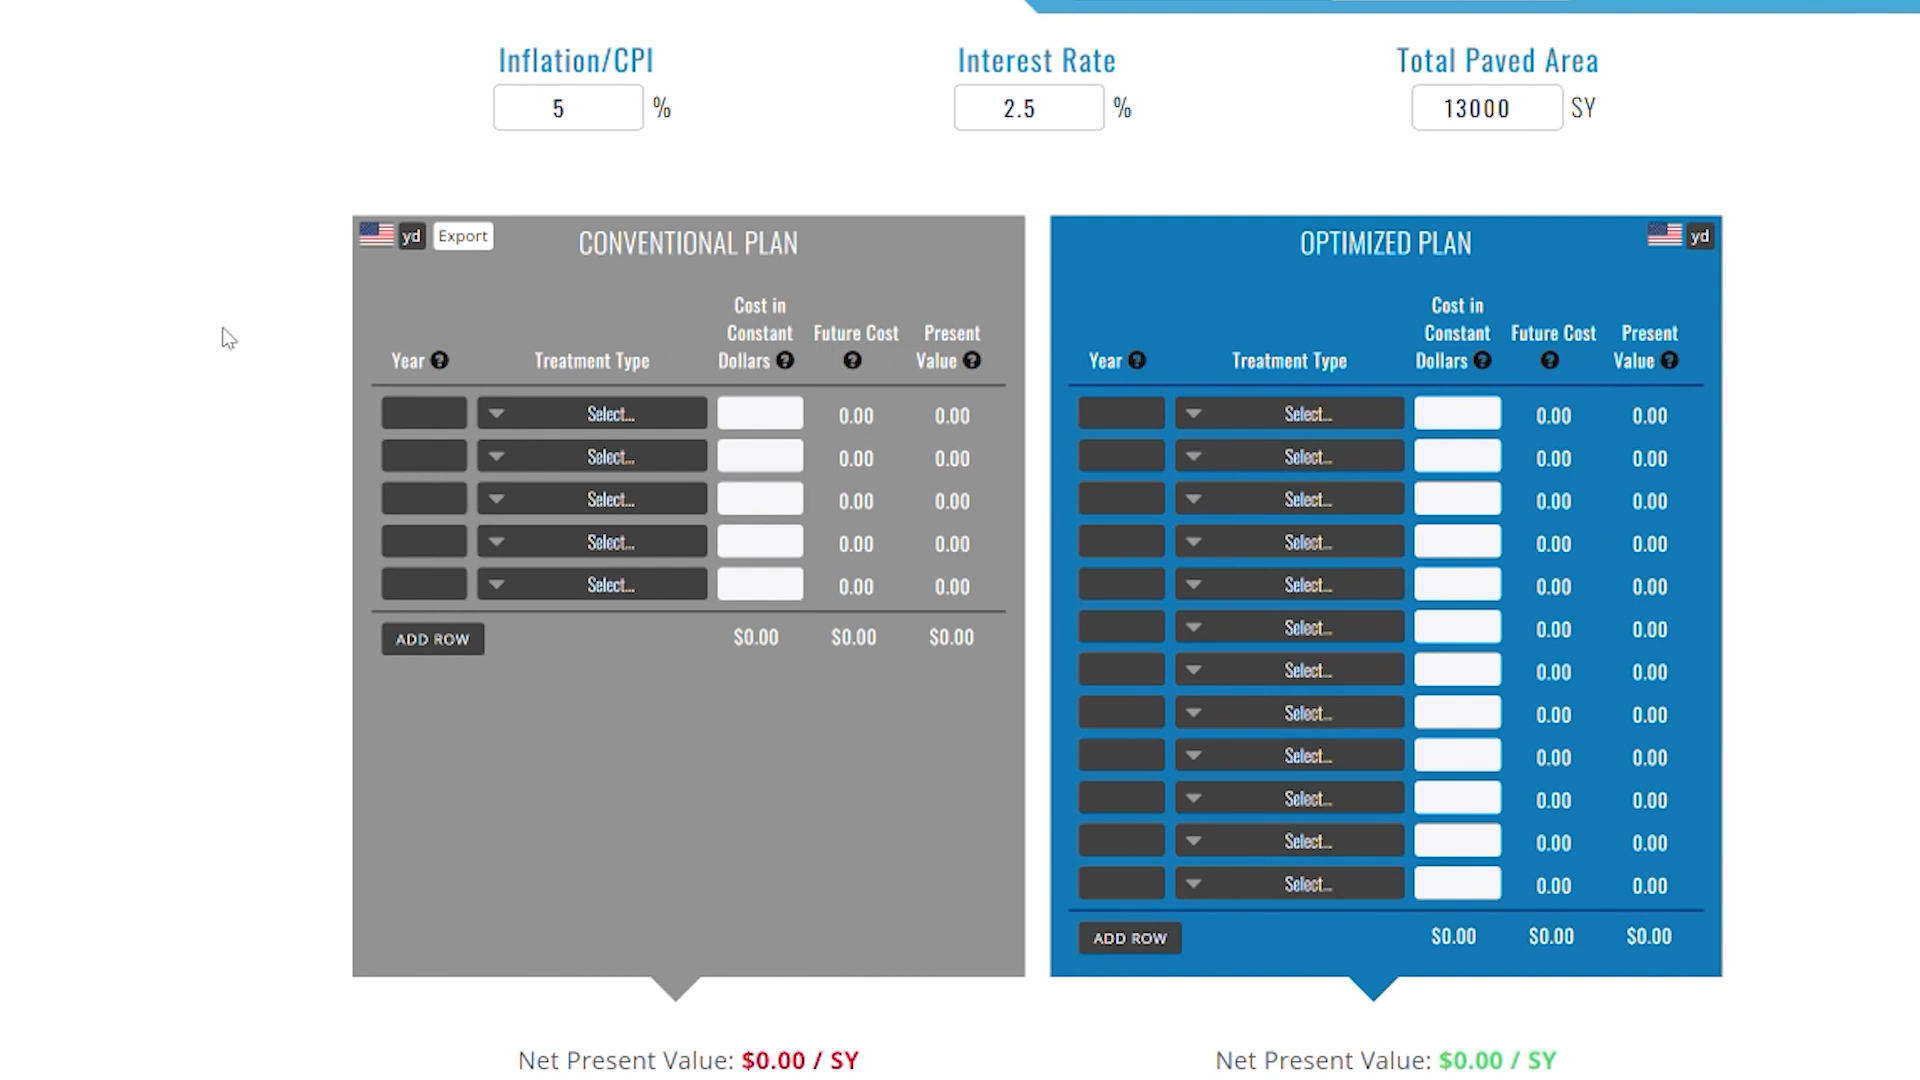 Inflation/CPI Interest Rate Total Paved Area
5 % 2.5 % 13000 SY
yd Export CONVENTIONAL PLAN
Cost in
Constant Future Cost Present
Year ? Treatment Type Dollars ? ? Value ?
Select... 0.00 0.00
Select... 0.00 0.00
Select... 0.00 0.00
Select... 0.00 0.00
Select... 0.00 0.00
ADD ROW $0.00 $0.00 $0.00
Net Present Value: $0.00 / SY
OPTIMIZED PLAN yd
Cost in
Constant Future Cost Present
Year ? Treatment Type Dollars ? ? Value ?
Select... 0.00 0.00
Select... 0.00 0.00
Select... 0.00 0.00
Select... 0.00 0.00
Select... 0.00 0.00
Select... 0.00 0.00
Select... 0.00 0.00
Select... 0.00 0.00
Select... 0.00 0.00
Select... 0.00 0.00
Select... 0.00 0.00
Select... 0.00 0.00
ADD ROW $0.00 $0.00 $0.00
Net Present Value: $0.00 / SY